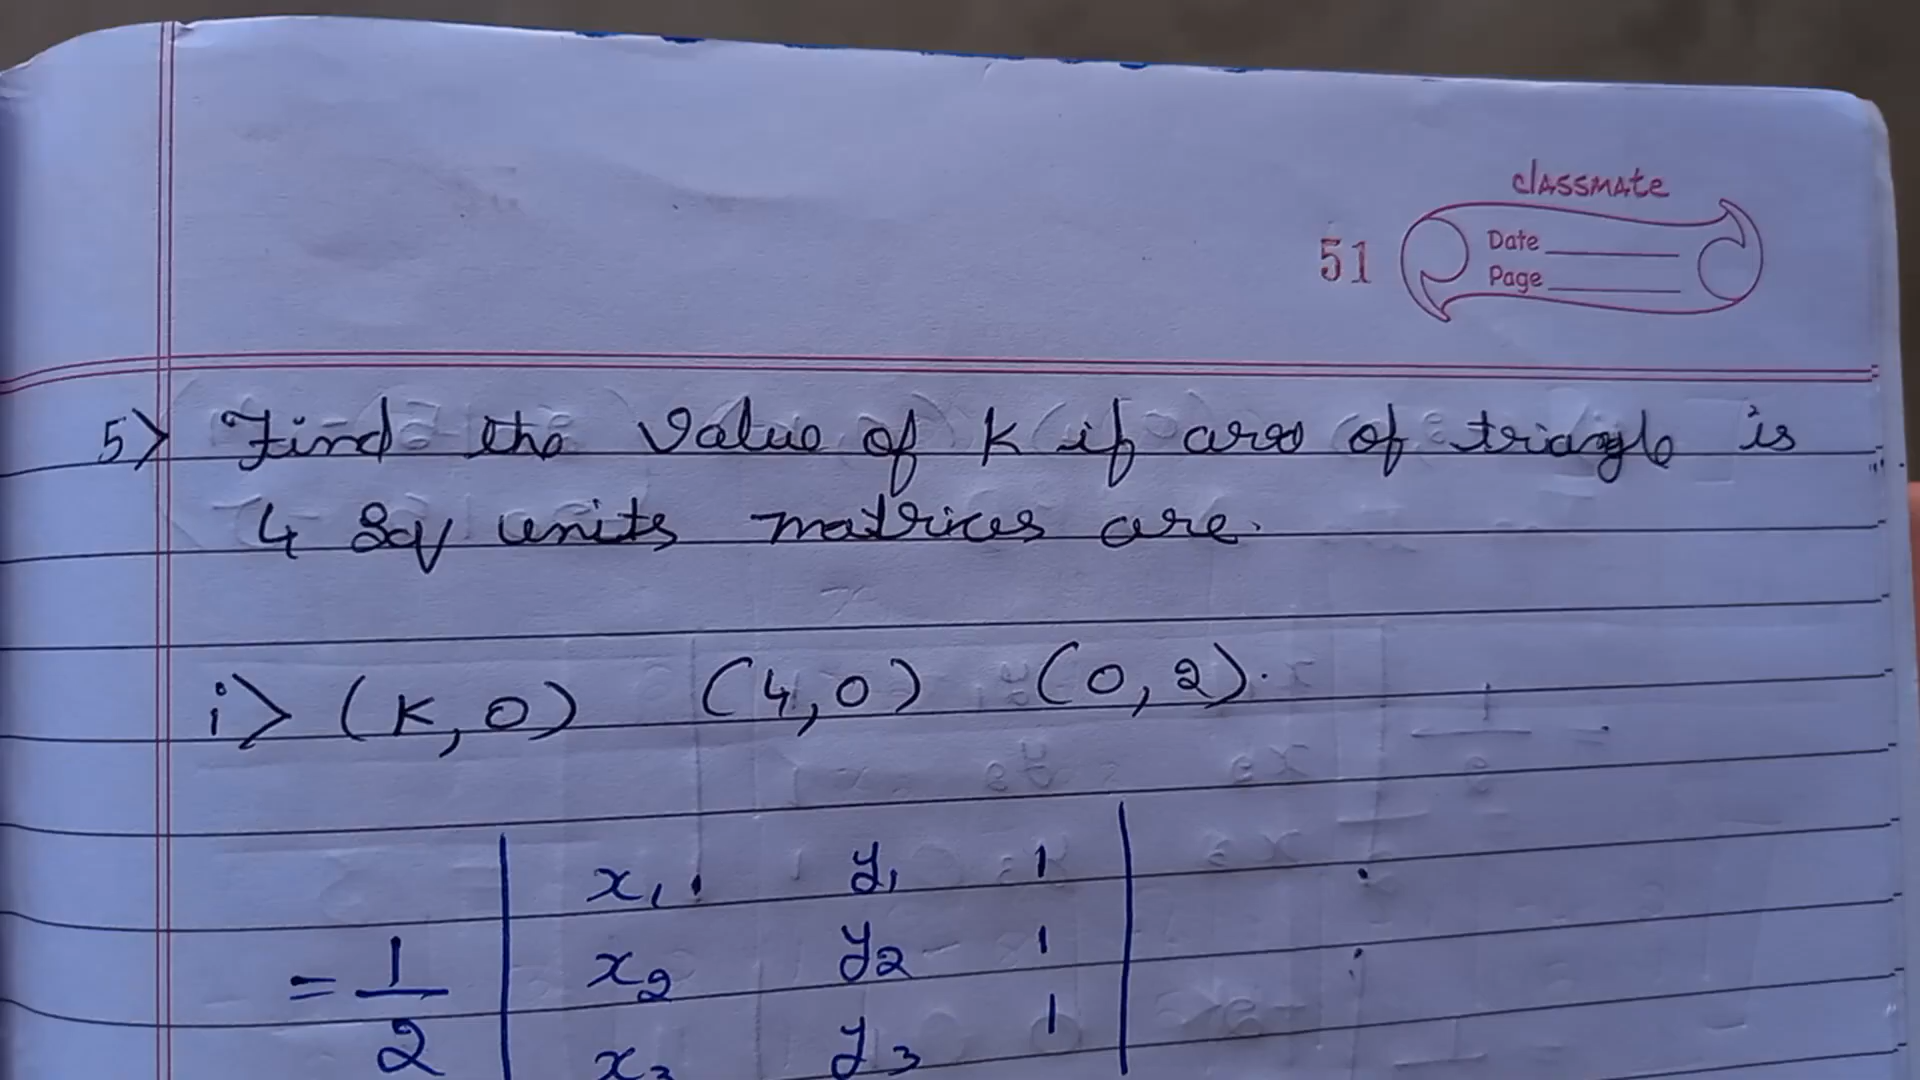 classmate
51
Date
Page
5> Find the value of K if area of triangle is
4 Sq units matrices are.
i> (K,0) (4,0) (0,2).
x₁ y₁ 1
= 1/2 x₂ y₂ 1
x₃ y₃ 1